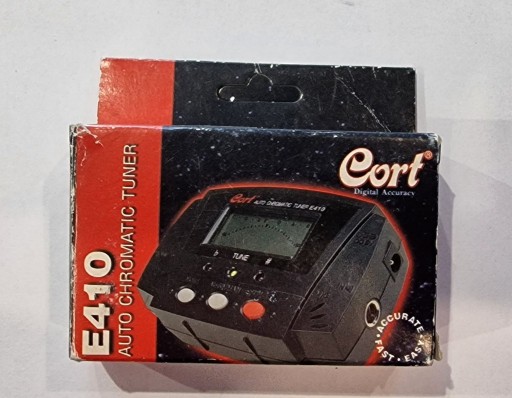 Cort®
Digital Accuracy
E410
AUTO CHROMATIC TUNER
Cort
AUTO CHROMATIC TUNER E410
TUNE
•ACCURATE•
FAST•EASY